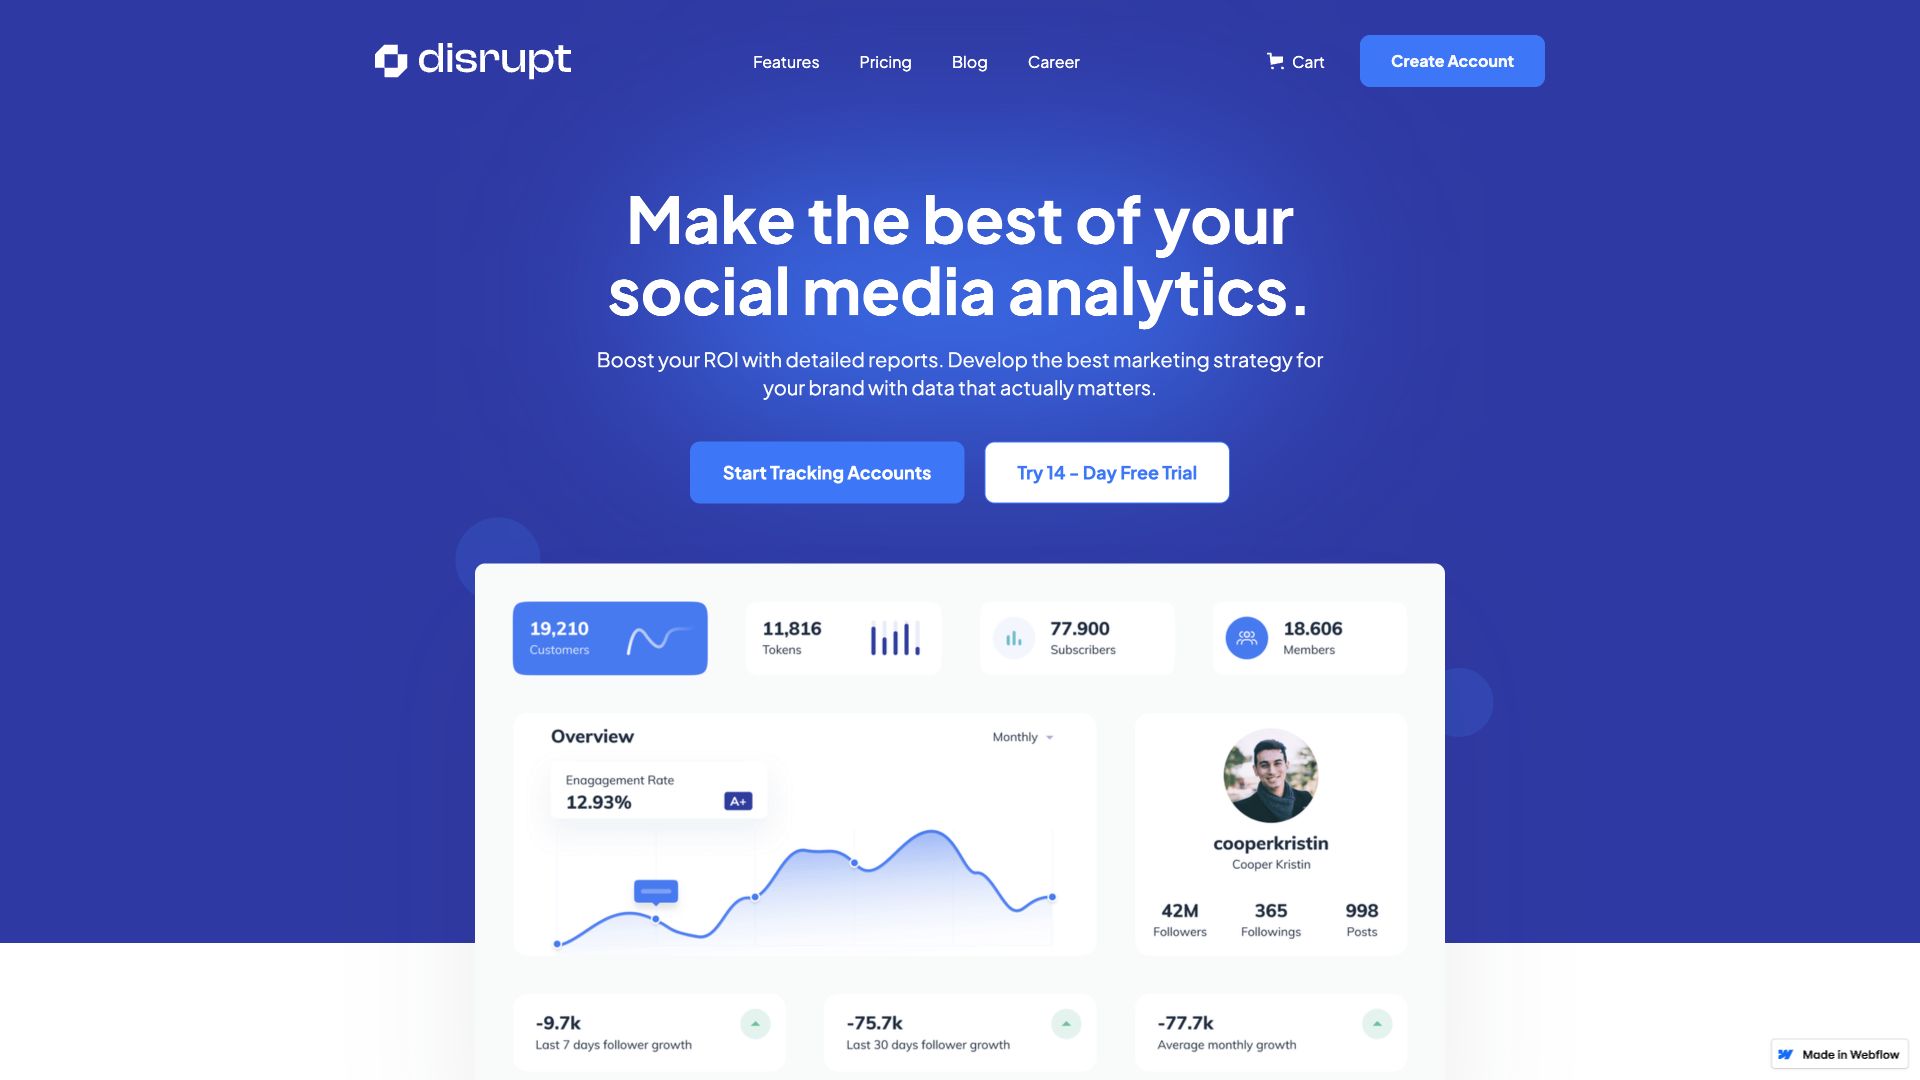 disrupt
Features
Pricing
Blog
Career
Cart
Create Account
Make the best of your
social media analytics.
Boost your ROI with detailed reports. Develop the best marketing strategy for
your brand with data that actually matters.
Start Tracking Accounts
Try 14 - Day Free Trial
19,210
Customers
11,816
Tokens
77.900
Subscribers
18.606
Members
Overview
Monthly
Enagagement Rate
12.93%
A+
cooperkristin
Cooper Kristin
42M
Followers
365
Followings
998
Posts
-9.7k
Last 7 days follower growth
-75.7k
Last 30 days follower growth
-77.7k
Average monthly growth
Made in Webflow